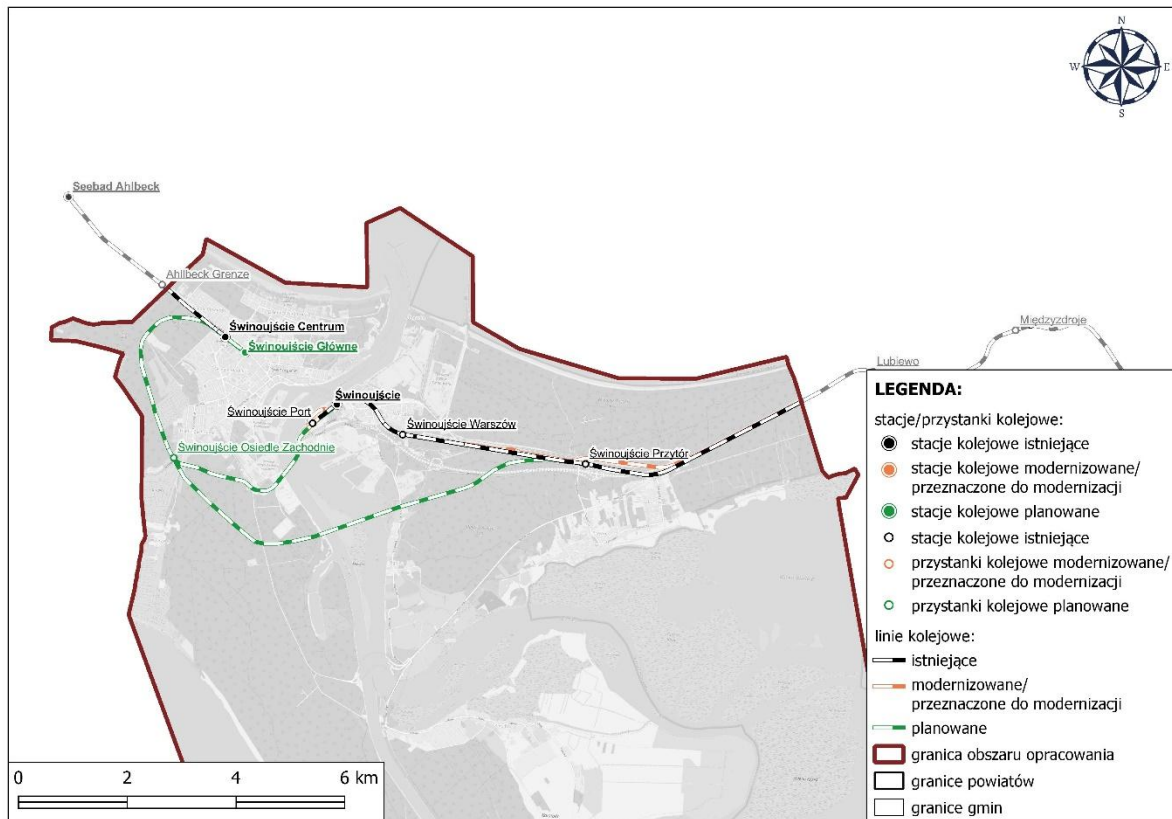 N
W
E
S
Seebad Ahlbeck
Ahlbeck Grenze
Świnoujście Centrum
Świnoujście Główne
Międzyzdroje
Lubiewo
Świnoujście
Świnoujście Port
Świnoujście Warszów
Świnoujście Osiedle Zachodnie
Świnoujście Przytór
LEGENDA:
stacje/przystanki kolejowe:
stacje kolejowe istniejące
stacje kolejowe modernizowane/
przeznaczone do modernizacji
stacje kolejowe planowane
stacje kolejowe istniejące
przystanki kolejowe modernizowane/
przeznaczone do modernizacji
przystanki kolejowe planowane
linie kolejowe:
istniejące
modernizowane/
przeznaczone do modernizacji
planowane
granica obszaru opracowania
granice powiatów
granice gmin
0 2 4 6 km